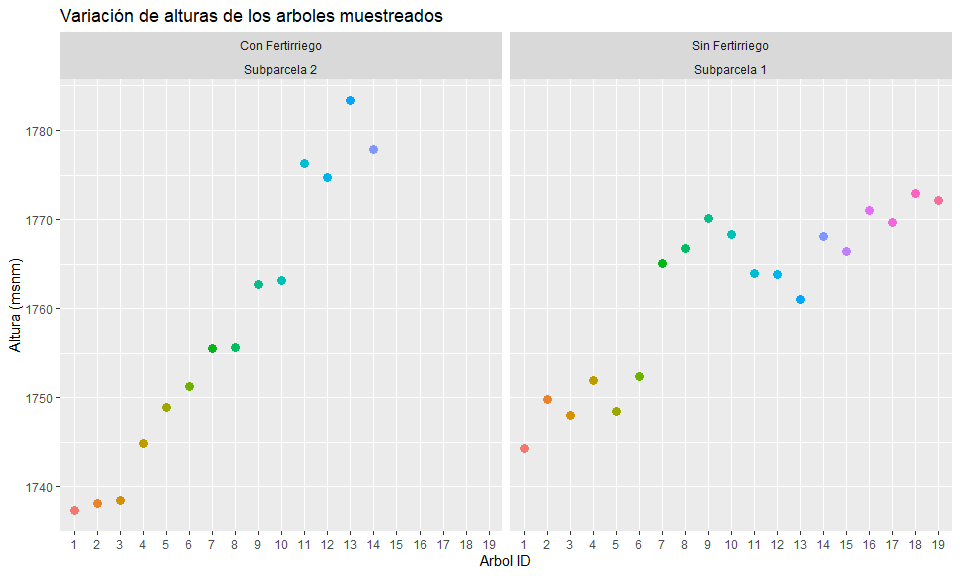 Variación de alturas de los arboles muestreados
Con Fertirriego
Subparcela 2
Sin Fertirriego
Subparcela 1
Altura (msnm)
1780
1770
1760
1750
1740
1 2 3 4 5 6 7 8 9 10 11 12 13 14 15 16 17 18 19
1 2 3 4 5 6 7 8 9 10 11 12 13 14 15 16 17 18 19
Arbol ID